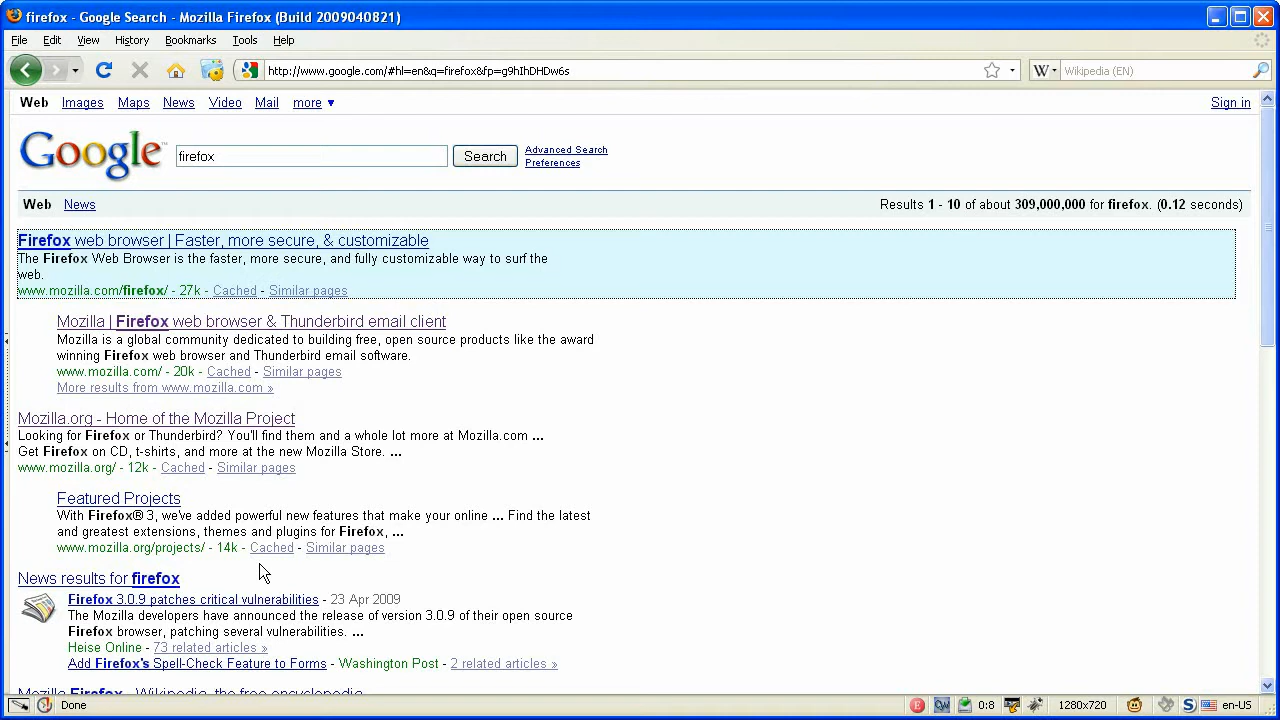 firefox - Google Search - Mozilla Firefox (Build 2009040821)
File Edit View History Bookmarks Tools Help
http://www.google.com/#hl=en&q=firefox&fp=g9hIhDHDw6s
W Wikipedia (EN)
Web Images Maps News Video Mail more ▼ Sign in
Google™ firefox Search Advanced Search
Preferences
Web News Results 1 - 10 of about 309,000,000 for firefox. (0.12 seconds)
Firefox web browser | Faster, more secure, & customizable
The Firefox Web Browser is the faster, more secure, and fully customizable way to surf the
web.
www.mozilla.com/firefox/ - 27k - Cached - Similar pages
Mozilla | Firefox web browser & Thunderbird email client
Mozilla is a global community dedicated to building free, open source products like the award
winning Firefox web browser and Thunderbird email software.
www.mozilla.com/ - 20k - Cached - Similar pages
More results from www.mozilla.com »
Mozilla.org - Home of the Mozilla Project
Looking for Firefox or Thunderbird? You'll find them and a whole lot more at Mozilla.com ...
Get Firefox on CD, t-shirts, and more at the new Mozilla Store. ...
www.mozilla.org/ - 12k - Cached - Similar pages
Featured Projects
With Firefox® 3, we've added powerful new features that make your online ... Find the latest
and greatest extensions, themes and plugins for Firefox, ...
www.mozilla.org/projects/ - 14k - Cached - Similar pages
News results for firefox
Firefox 3.0.9 patches critical vulnerabilities - 23 Apr 2009
The Mozilla developers have announced the release of version 3.0.9 of their open source
Firefox browser, patching several vulnerabilities. ...
Heise Online - 73 related articles »
Add Firefox's Spell-Check Feature to Forms - Washington Post - 2 related articles »
Mozilla Firefox - Wikipedia, the free encyclopedia
Done 0:8 1280x720 S en-US